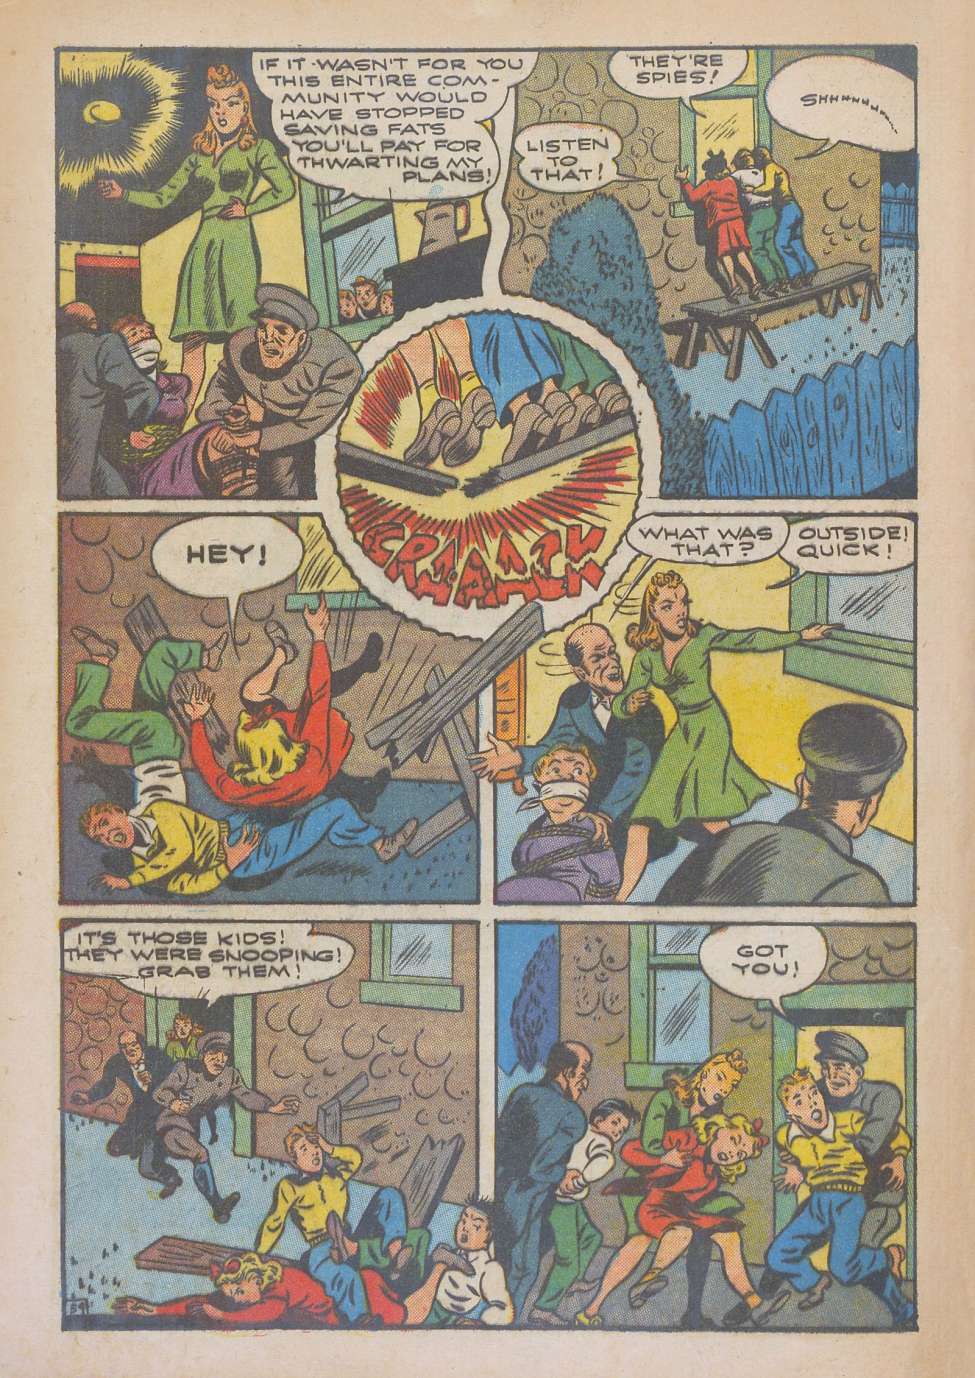 IF IT WASN'T FOR YOU
THIS ENTIRE COM-
MUNITY WOULD
HAVE STOPPED
SAVING FATS
YOU'LL PAY FOR
THWARTING MY
PLANS!
THEY'RE
SPIES!
SHHHHHHH...
LISTEN
TO
THAT!
CRAAACK
HEY!
WHAT WAS
THAT?
OUTSIDE!
QUICK!
IT'S THOSE KIDS!
THEY WERE SNOOPING!
GRAB THEM!
GOT
YOU!